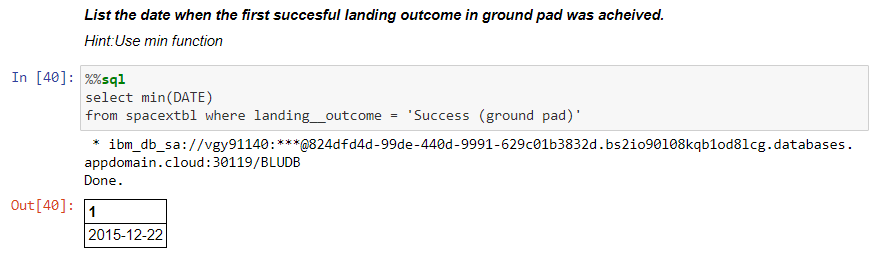 List the date when the first succesful landing outcome in ground pad was acheived.
Hint:Use min function
In [40]: %%sql
select min(DATE)
from spacextbl where landing__outcome = 'Success (ground pad)'
* ibm_db_sa://vgy91140:***@824dfd4d-99de-440d-9991-629c01b3832d.bs2io90l08kqb1od8lcg.databases.
appdomain.cloud:30119/BLUDB
Done.
Out[40]: 1
2015-12-22